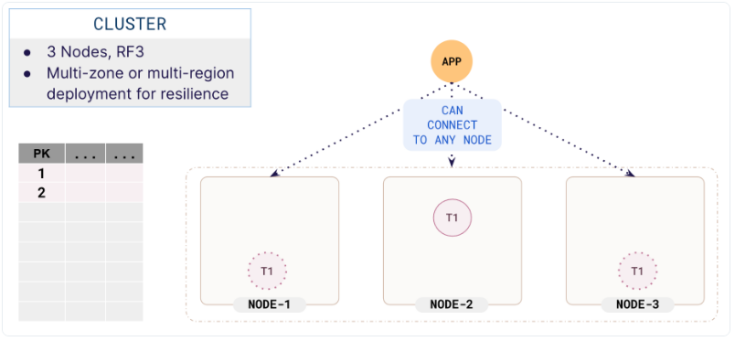 CLUSTER
● 3 Nodes, RF3
● Multi-zone or multi-region
deployment for resilience
APP
CAN
CONNECT
TO ANY NODE
PK ... ...
1
2
T1
T1
T1
NODE-1
NODE-2
NODE-3